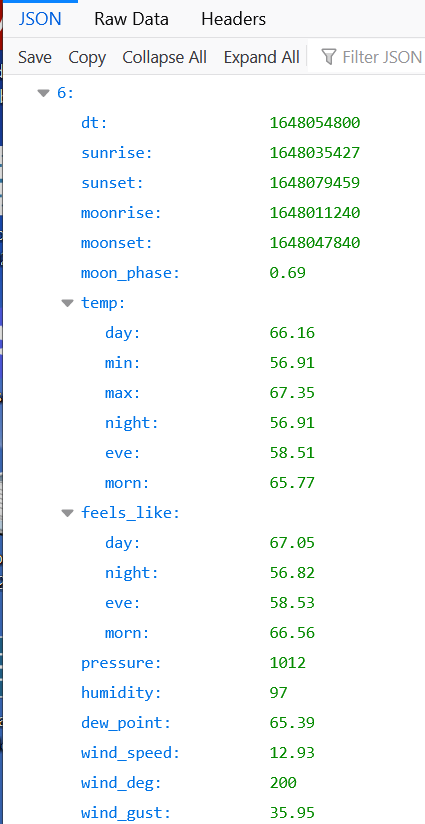 JSON Raw Data Headers
Save Copy Collapse All Expand All Filter JSON
6:
dt: 1648054800
sunrise: 1648035427
sunset: 1648079459
moonrise: 1648011240
moonset: 1648047840
moon_phase: 0.69
temp:
day: 66.16
min: 56.91
max: 67.35
night: 56.91
eve: 58.51
morn: 65.77
feels_like:
day: 67.05
night: 56.82
eve: 58.53
morn: 66.56
pressure: 1012
humidity: 97
dew_point: 65.39
wind_speed: 12.93
wind_deg: 200
wind_gust: 35.95